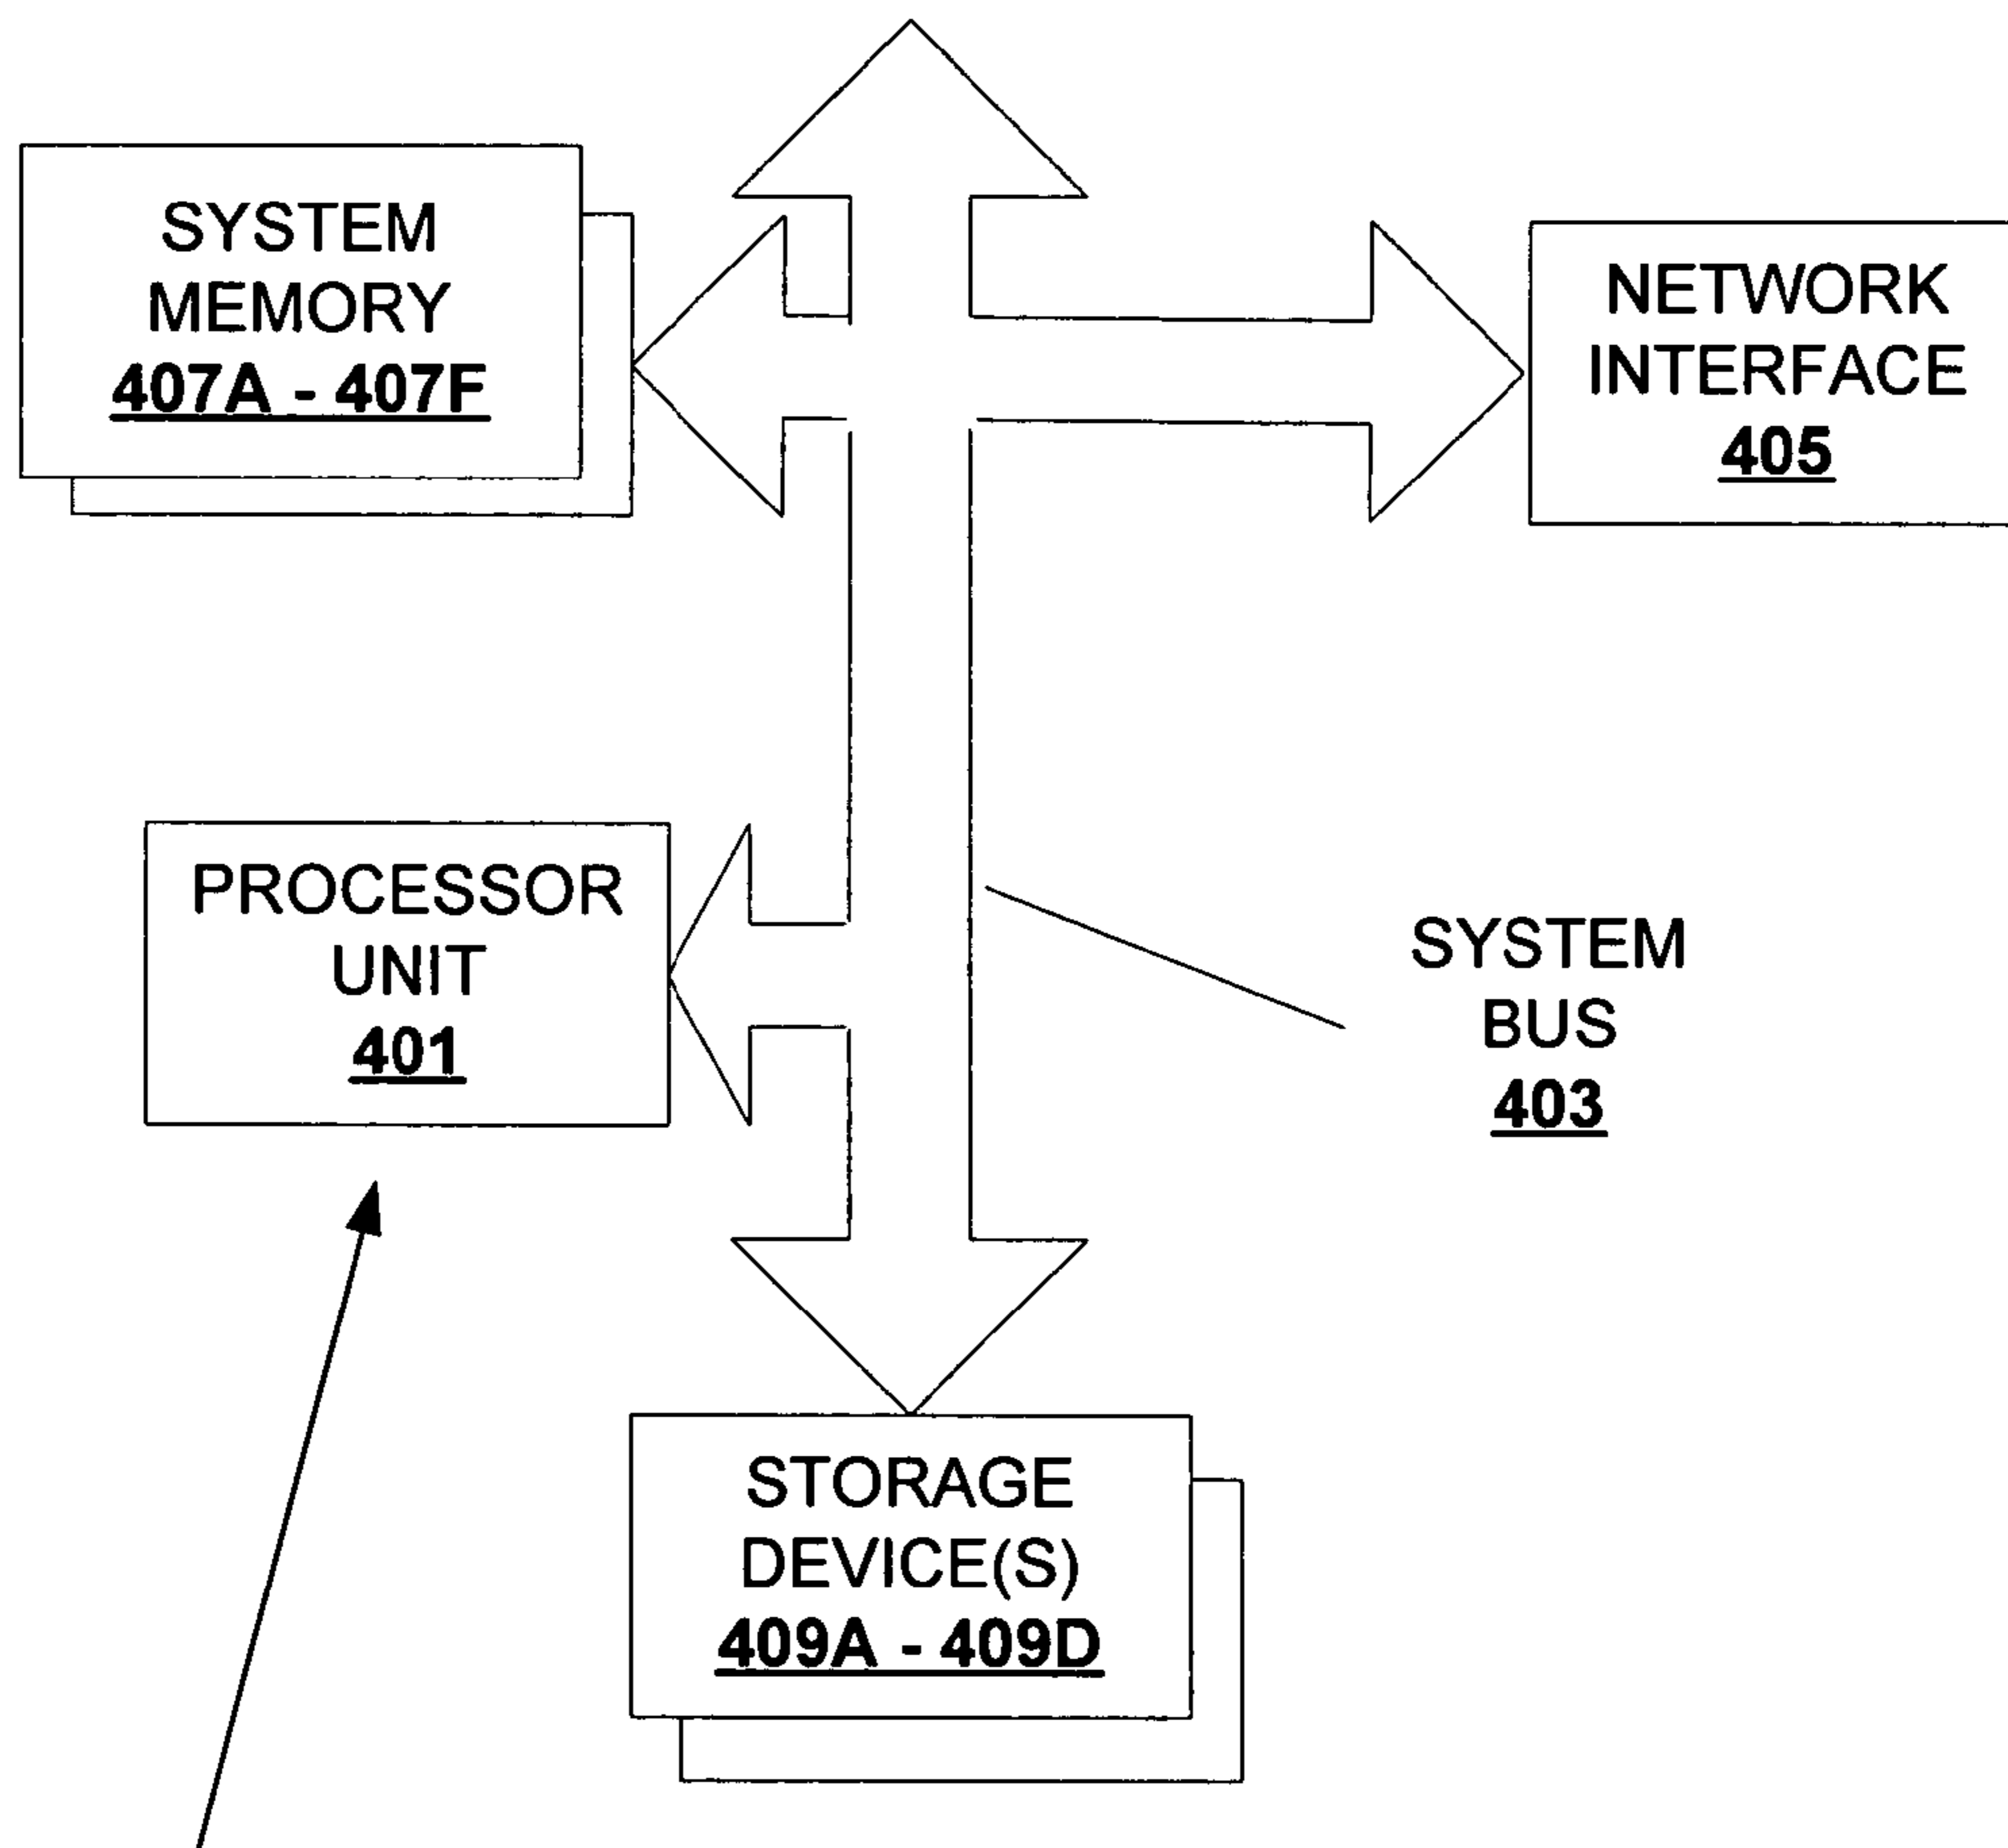 SYSTEM
MEMORY
407A - 407F
NETWORK
INTERFACE
405
PROCESSOR
UNIT
401
SYSTEM
BUS
403
STORAGE
DEVICE(S)
409A - 409D